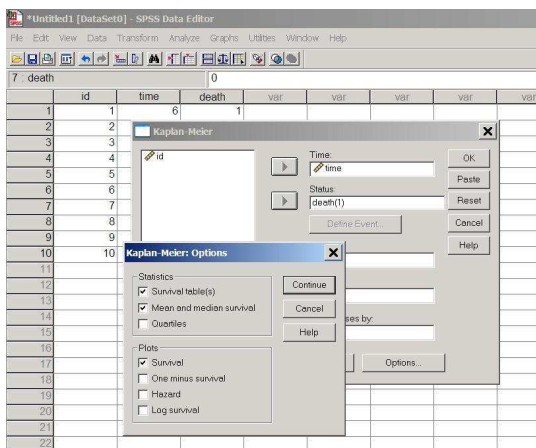 *Untitled1 [DataSet0] - SPSS Data Editor
File Edit View Data Transform Analyze Graphs Utilities Window Help
7 : death 0
id time death var var var var var
1 1 6 1
2 2
3 3
4 4
5 5
6 6
7 7
8 8
9 9
10 10
11
12
13
14
15
16
17
18
19
20
21
22
Kaplan-Meier
id
Time:
time
Status:
death(1)
Define Event...
OK
Paste
Reset
Cancel
Help
ses by:
Options...
Kaplan-Meier: Options
Statistics
Survival table(s)
Mean and median survival
Quartiles
Plots
Survival
One minus survival
Hazard
Log survival
Continue
Cancel
Help